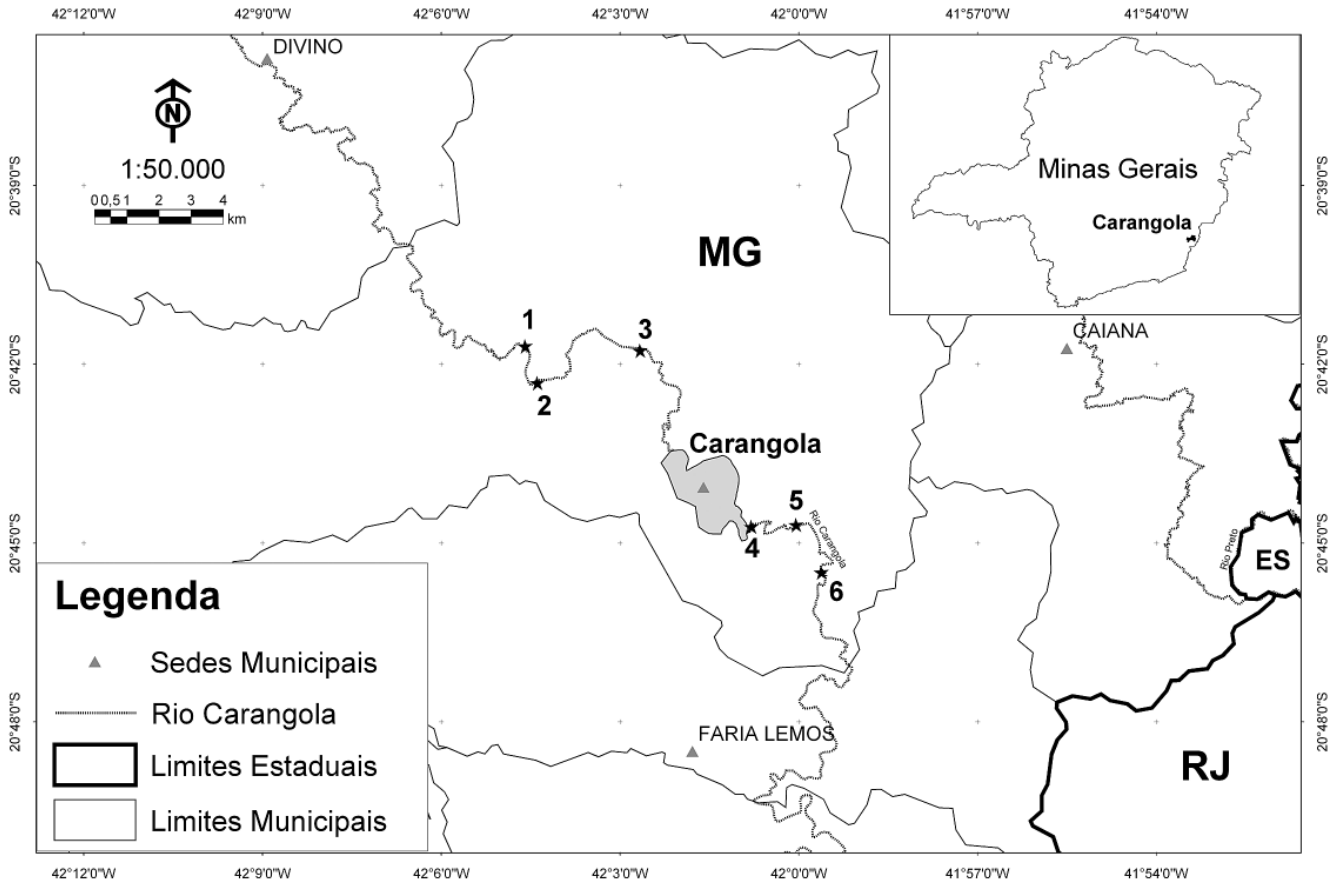 42°12'0"W 42°9'0"W 42°6'0"W 42°3'0"W 42°0'0"W 41°57'0"W 41°54'0"W
DIVINO
N
1:50.000
0 0,5 1 2 3 4
km
20°39'0"S
20°39'0"S
Minas Gerais
Carangola
MG
1
3
2
CAIANA
20°42'0"S
20°42'0"S
Carangola
5
4
Rio Carangola
6
Rio Preto
ES
20°45'0"S
20°45'0"S
Legenda
Sedes Municipais
Rio Carangola
Limites Estaduais
Limites Municipais
FARIA LEMOS
RJ
20°48'0"S
20°48'0"S
42°12'0"W 42°9'0"W 42°6'0"W 42°3'0"W 42°0'0"W 41°57'0"W 41°54'0"W